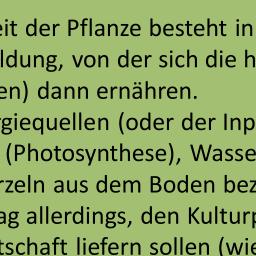 eit der Pflanze besteht in
ldung, von der sich die h
en) dann ernähren.
rgiequellen (oder der Inp
(Photosynthese), Wasse
rzeln aus dem Boden bez
ag allerdings, den Kulturp
tschaft liefern sollen (wie